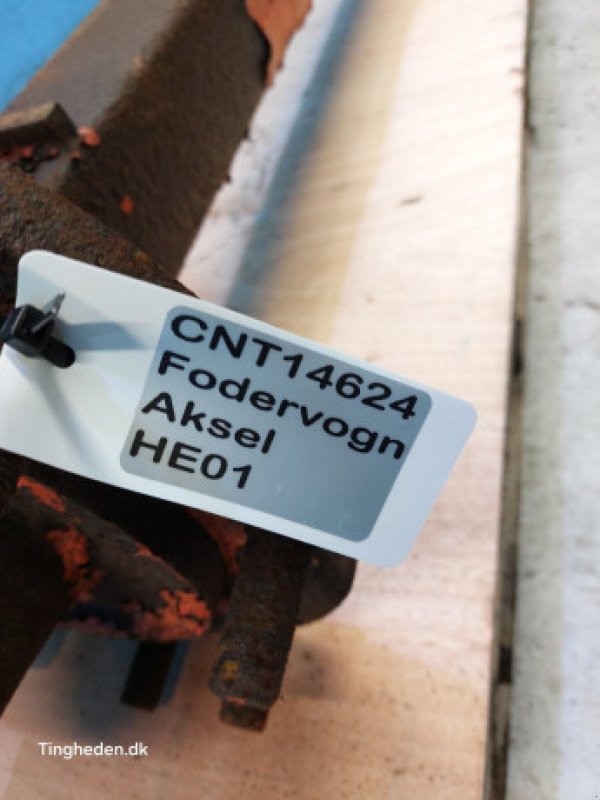 CNT14624
Fodervogn
Aksel
HE01
Tingheden.dk